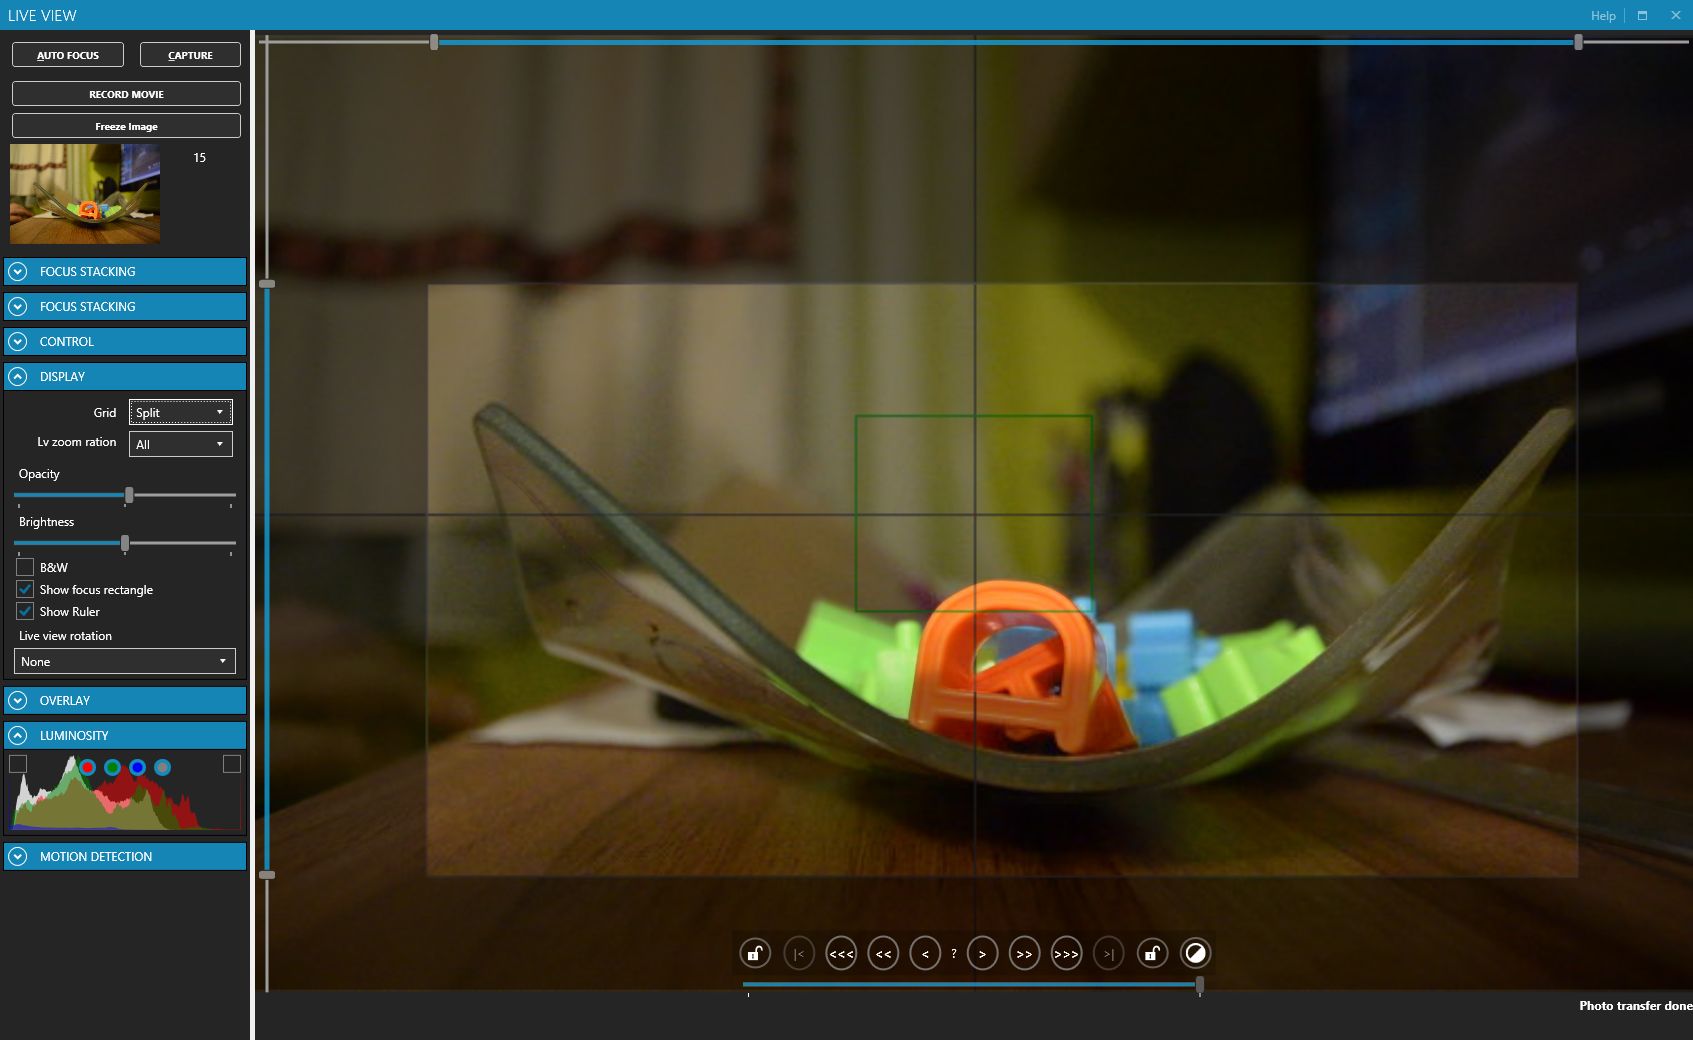 LIVE VIEW
Help
AUTO FOCUS
CAPTURE
RECORD MOVIE
Freeze Image
15
FOCUS STACKING
FOCUS STACKING
CONTROL
DISPLAY
Grid
Split
Lv zoom ration
All
Opacity
Brightness
B&W
Show focus rectangle
Show Ruler
Live view rotation
None
OVERLAY
LUMINOSITY
MOTION DETECTION
|< <<< << < ? > >> >>> >|
Photo transfer done